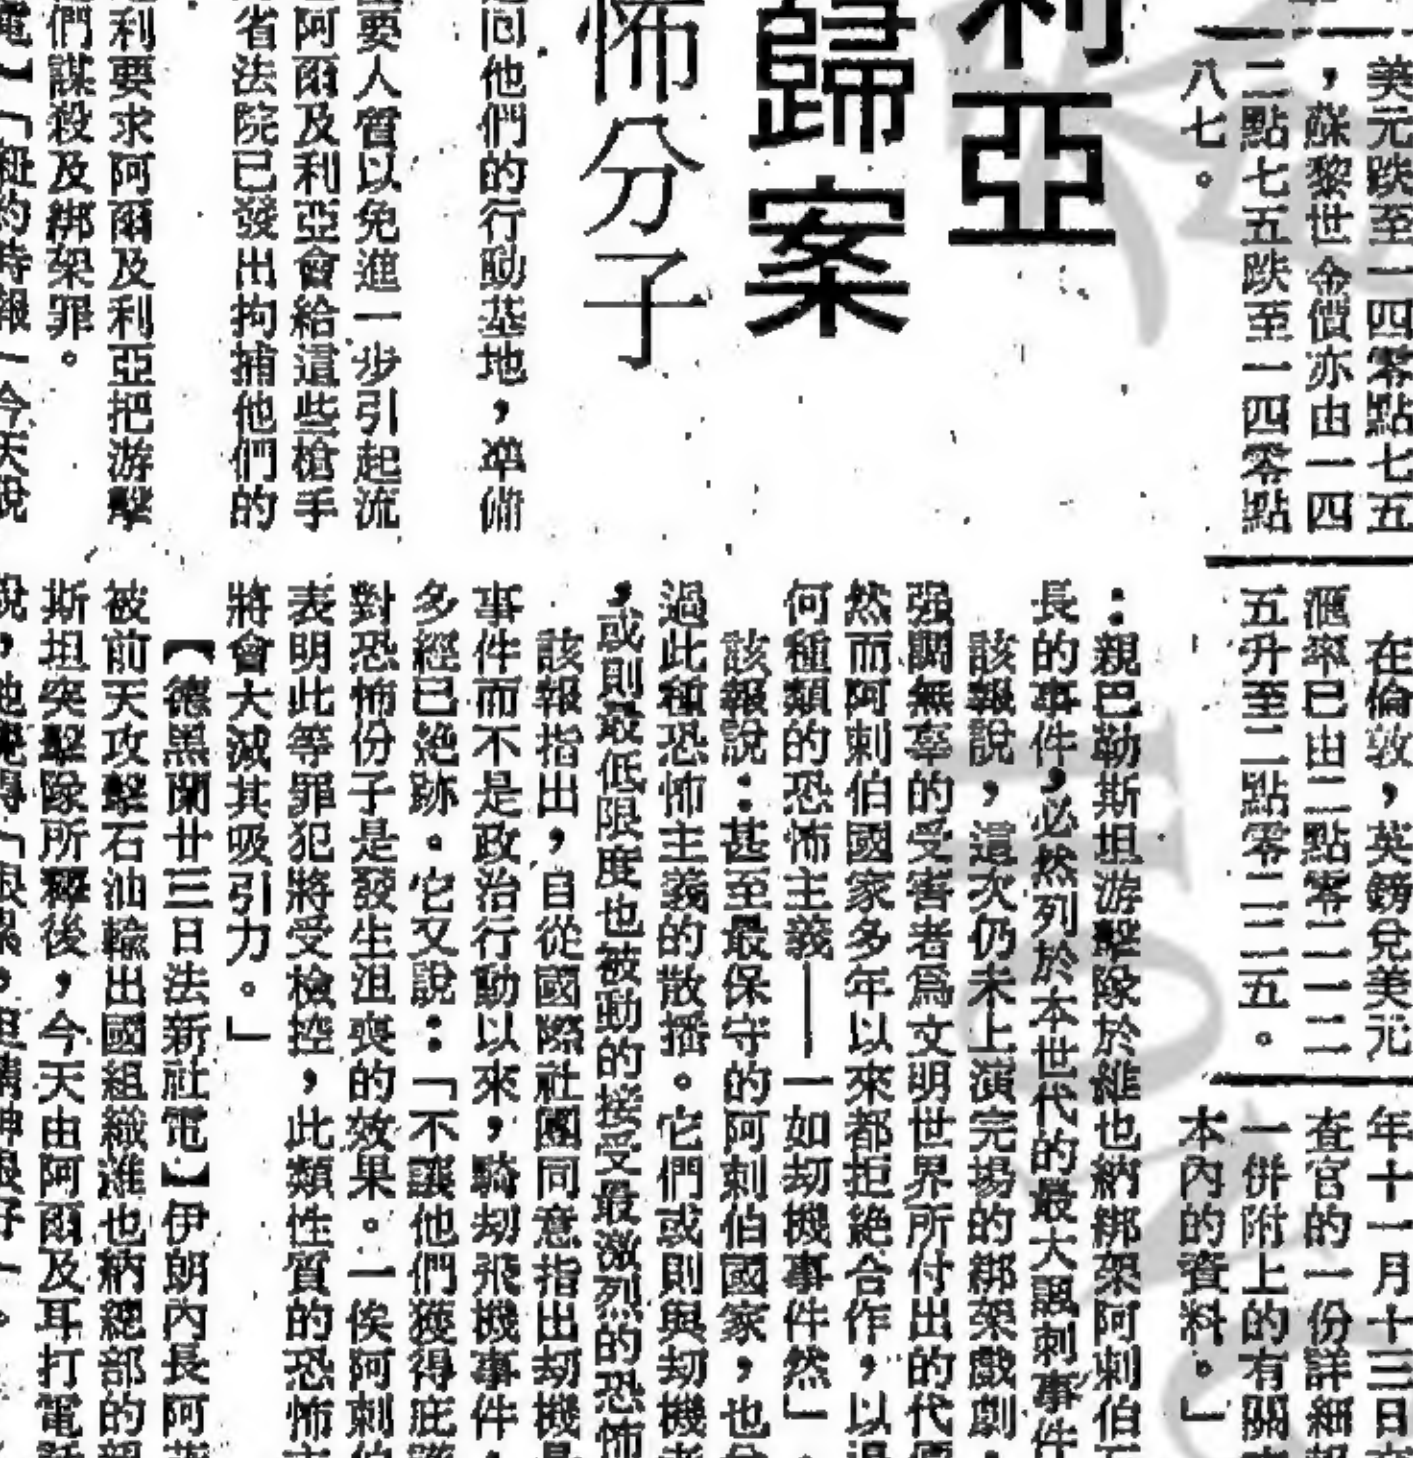 美元跌至一四零點七五
，蘇黎世金價亦由一四
二點七五跌至一四零點
八七。
利亞
歸案
怖分子
他們的行動基地，準備
要人質以免進一步引起流
阿爾及利亞會給這些槍手
省法院已發出拘捕他們的
利要求阿爾及利亞把游擊
們謀殺及綁架罪。
電】「紐約時報」今天說
在倫敦，英鎊兌美元
滙率已由二點零二一二
五升至二點零二二五。
：親巴勒斯坦游擊隊於維也納綁架阿剌伯石
長的事件，必然列於本世代的最大諷刺事件
該報說，這次仍未上演完場的綁架戲劇，
强調無辜的受害者爲文明世界所付出的代價
然而阿剌伯國家多年以來都拒絕合作，以
何種類的恐怖主義——一如刧機事件然」。
該報說：甚至最保守的阿剌伯國家，也
過此種恐怖主義的散播。它們或則與刧機者
，或則最低限度也被動的接受最激烈的恐怖
該報指出，自從國際社團同意指出刧機是
事件而不是政治行動以來，騎刧飛機事件，
多經已絕跡。它又說：「不讓他們獲得庇護
對恐怖份子是發生沮喪的效果。一俟阿剌伯
表明此等罪犯將受檢控，此類性質的恐怖主
將會大減其吸引力。」
【德黑蘭廿三日法新社電】伊朗內長阿
被前天攻擊石油輸出國組織維也納總部的
斯坦突擊隊所釋後，今天由阿爾及耳打電話
說，他覺得「很累，但精神很好」。
年十一月十三日
查官的一份詳細報
一併附上的有關
本內的資料。」